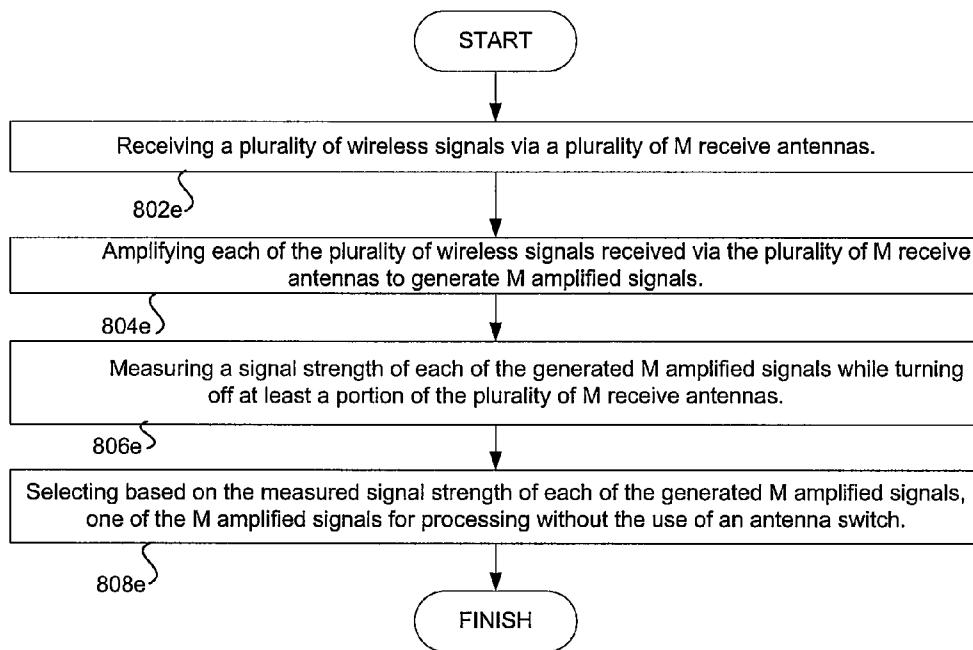 START
Receiving a plurality of wireless signals via a plurality of M receive antennas.
802e
Amplifying each of the plurality of wireless signals received via the plurality of M receive
antennas to generate M amplified signals.
804e
Measuring a signal strength of each of the generated M amplified signals while turning
off at least a portion of the plurality of M receive antennas.
806e
Selecting based on the measured signal strength of each of the generated M amplified signals,
one of the M amplified signals for processing without the use of an antenna switch.
808e
FINISH